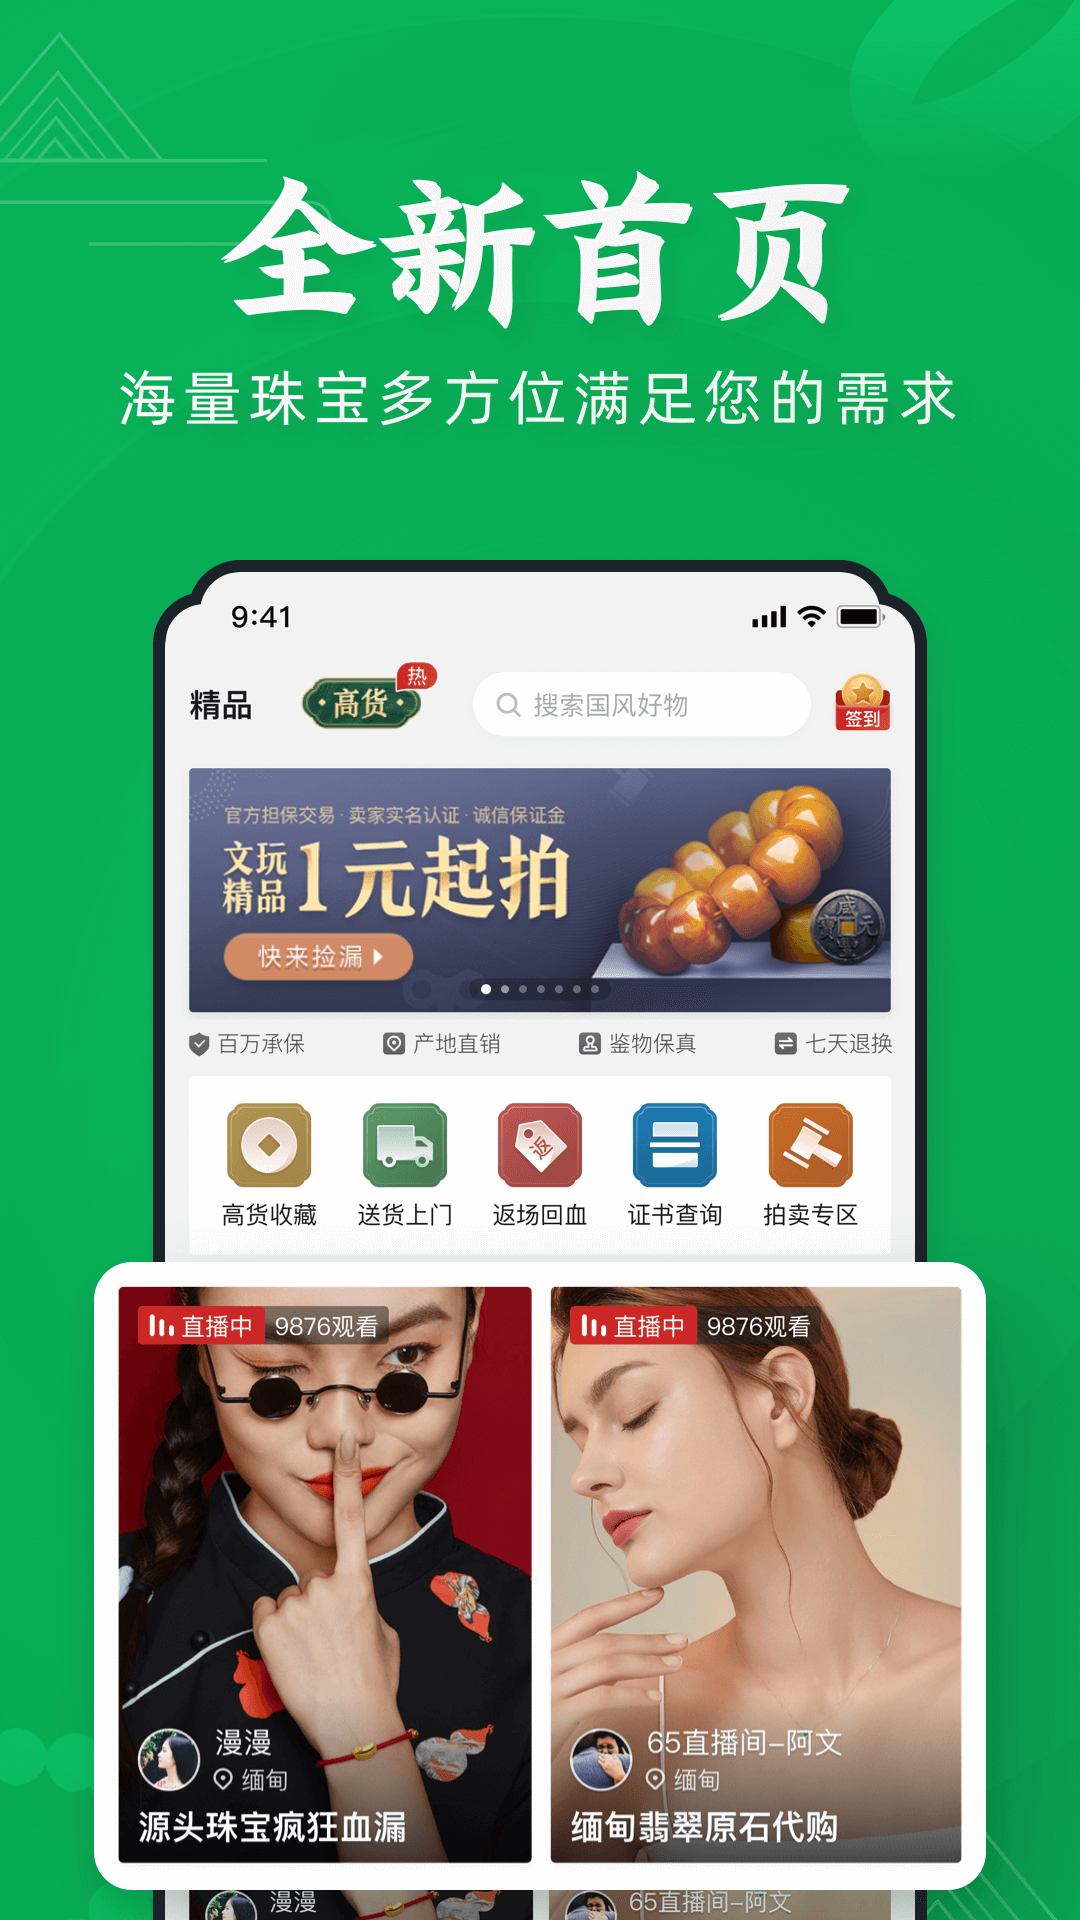 全新首页
海量珠宝多方位满足您的需求
9:41
精品
高货
热
搜索国风好物
签到
官方担保交易·卖家实名认证·诚信保证金
文玩精品1元起拍
快来捡漏
百万承保 产地直销 鉴物保真 七天退换
返
高货收藏 送货上门 返场回血 证书查询 拍卖专区
直播中 9876观看
漫漫
缅甸
源头珠宝疯狂血漏
直播中 9876观看
65直播间-阿文
缅甸
缅甸翡翠原石代购
漫漫
65直播间-阿文